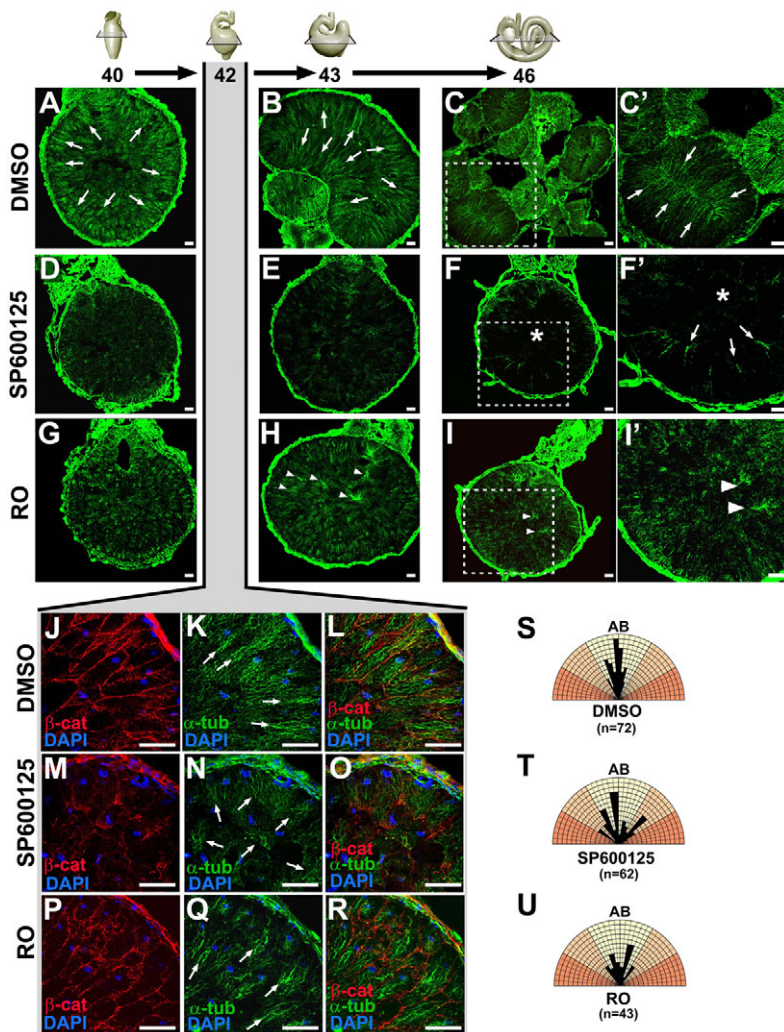 40 42 43 46
DMSO
A B C C'
SP600125
D E F F'
* *
RO
G H I I'
DMSO
J K L
β-cat α-tub β-cat
DAPI DAPI α-tub
DAPI
SP600125
M N O
β-cat α-tub β-cat
DAPI DAPI α-tub
DAPI
RO
P Q R
β-cat α-tub β-cat
DAPI DAPI α-tub
DAPI
S
AB
DMSO
(n=72)
T
AB
SP600125
(n=62)
U
AB
RO
(n=43)